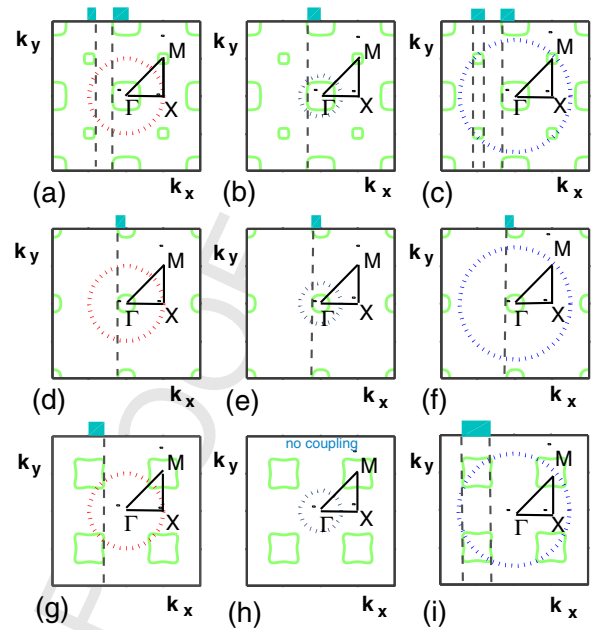 k y
M
Γ
X
(a)
k x
k y
M
Γ
X
(b)
k x
k y
M
Γ
X
(c)
k x
k y
M
Γ
X
(d)
k x
k y
M
Γ
X
(e)
k x
k y
M
Γ
X
(f)
k x
k y
M
Γ
X
(g)
k x
no coupling
k y
M
Γ
X
(h)
k x
k y
M
Γ
X
(i)
k x